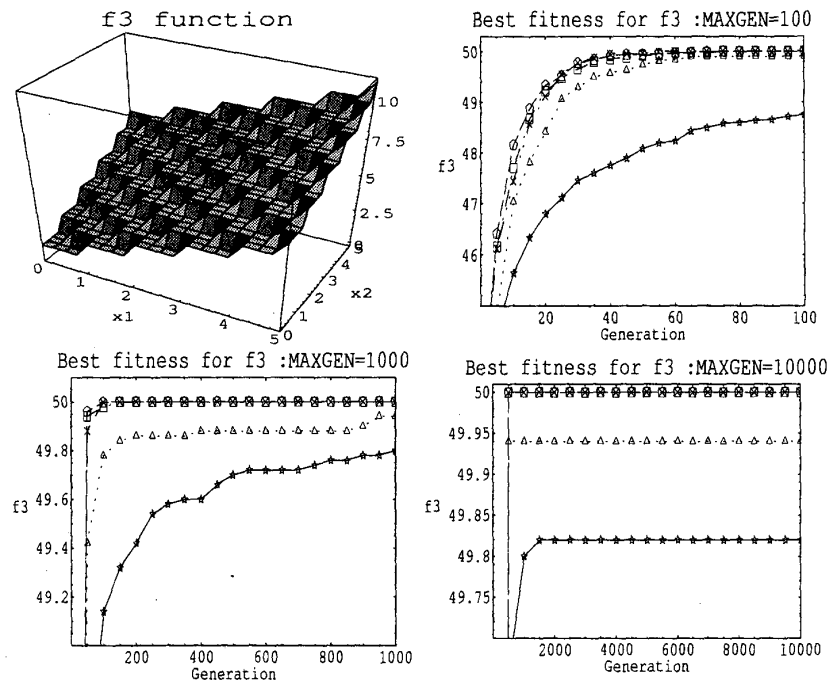 f3 function
10
7.5
5
2.5
0
0
1
2
3
4
5
x1
0
1
2
3
4
5
x2
Best fitness for f3 :MAXGEN=100
50
49
48
f3
47
46
20 40 60 80 100
Generation
Best fitness for f3 :MAXGEN=1000
50
49.8
49.6
f3
49.4
49.2
200 400 600 800 1000
Generation
Best fitness for f3 :MAXGEN=10000
50
49.95
49.9
f3
49.85
49.8
49.75
2000 4000 6000 8000 10000
Generation